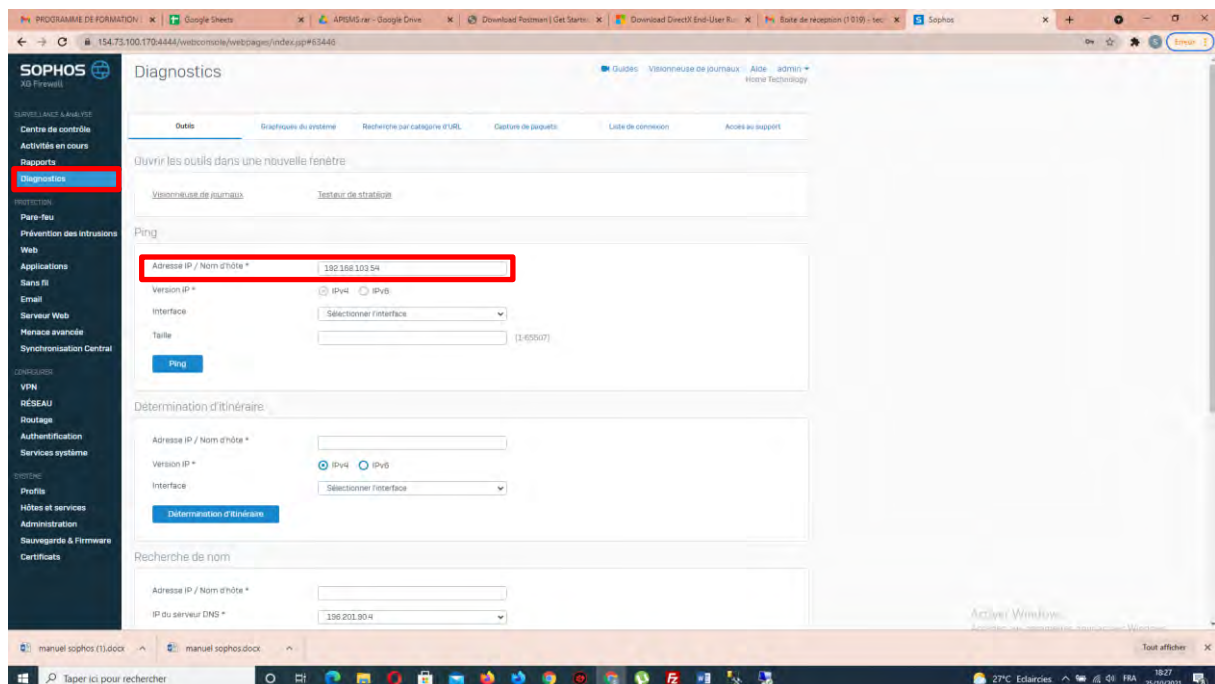 PROGRAMME DE FORMATION
Google Sheets
APISMS.rar - Google Drive
Download Postman | Get Starte
Download DirectX End-User Ru
Boite de réception (1 019) - sec
Sophos
154.73.100.170:4444/webconsole/webpages/index.jsp#63446
SOPHOS
XG Firewall
Diagnostics
Guides Visionneuse de journaux Aide admin
Home Technology
SURVEILLANCE & ANALYSE
Centre de contrôle
Activités en cours
Rapports
Diagnostics
PROTECTION
Pare-feu
Prévention des intrusions
Web
Applications
Sans fil
Email
Serveur Web
Menace avancée
Synchronisation Central
CONFIGURER
VPN
RÉSEAU
Routage
Authentification
Services système
SYSTÈME
Profils
Hôtes et services
Administration
Sauvegarde & Firmware
Certificats
Outils
Graphiques du système
Recherche par catégorie d'URL
Capture de paquets
Liste de connexion
Accès au support
Ouvrir les outils dans une nouvelle fenêtre
Visionneuse de journaux
Testeur de stratégie
Ping
Adresse IP / Nom d'hôte *
192.168.103.54
Version IP *
IPv4 IPv6
Interface
Sélectionner l'interface
Taille
(1-65507)
Ping
Détermination d'itinéraire
Adresse IP / Nom d'hôte *
Version IP *
IPv4 IPv6
Interface
Sélectionner l'interface
Détermination d'itinéraire
Recherche de nom
Adresse IP / Nom d'hôte *
IP du serveur DNS *
196.201.90.4
Activer Windows
manuel sophos (1).docx
manuel sophos.docx
Tout afficher
Taper ici pour rechercher
27°C Eclaircies
FRA
18:27
25/10/2021